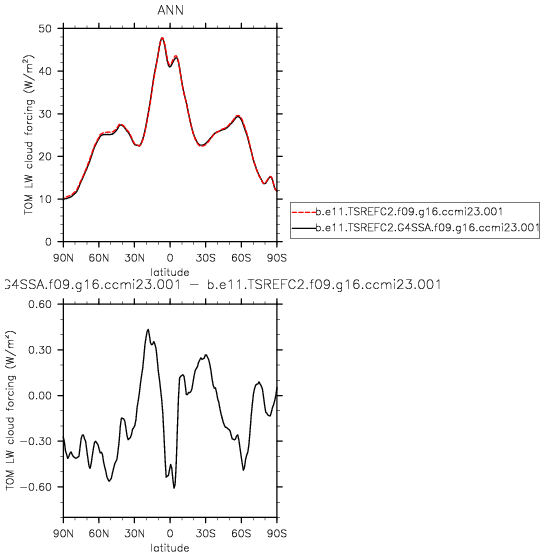 ANN
TOM LW cloud forcing (W/m²)
50
40
30
20
10
0
90N 60N 30N 0 30S 60S 90S
latitude
b.e11.TSREFC2.f09.g16.ccmi23.001
b.e11.TSREFC2.G4SSA.f09.g16.ccmi23.001
G4SSA.f09.g16.ccmi23.001 − b.e11.TSREFC2.f09.g16.ccmi23.001
TOM LW cloud forcing (W/m²)
0.60
0.30
0.00
−0.30
−0.60
90N 60N 30N 0 30S 60S 90S
latitude